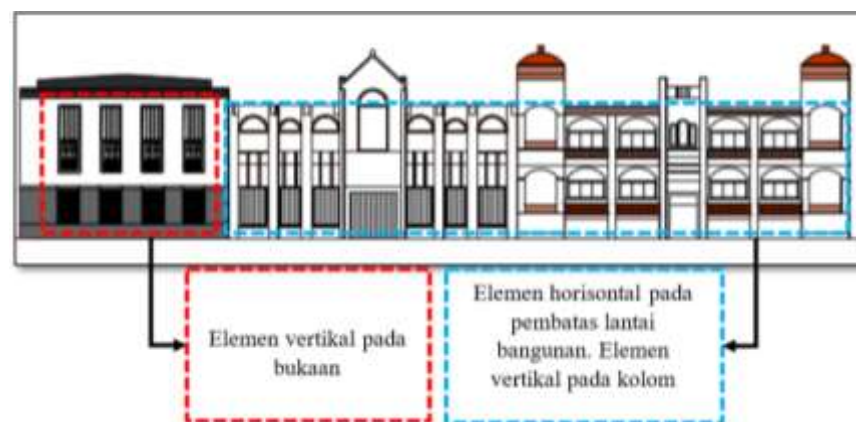 Elemen vertikal pada
bukaan
Elemen horisontal pada
pembatas lantai
bangunan. Elemen
vertikal pada kolom